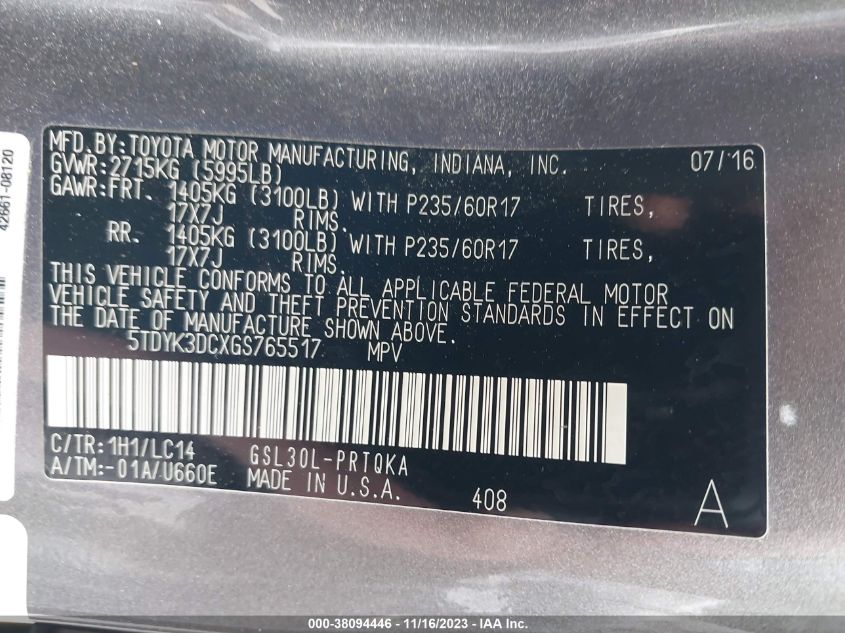 42661-08120
MFD.BY:TOYOTA MOTOR MANUFACTURING, INDIANA, INC. 07/16
GVWR:2715KG (5995LB)
GAWR:FRT. 1405KG (3100LB) WITH P235/60R17 TIRES,
17X7J RIMS.
RR. 1405KG (3100LB) WITH P235/60R17 TIRES,
17X7J RIMS.
THIS VEHICLE CONFORMS TO ALL APPLICABLE FEDERAL MOTOR
VEHICLE SAFETY AND THEFT PREVENTION STANDARDS IN EFFECT ON
THE DATE OF MANUFACTURE SHOWN ABOVE.
5TDYK3DCXGS765517 MPV
C/TR:1H1/LC14 GSL30L-PRTQKA
A/TM:-01A/U660E MADE IN U.S.A. 408 A
000-38094446 - 11/16/2023 - IAAI Inc.